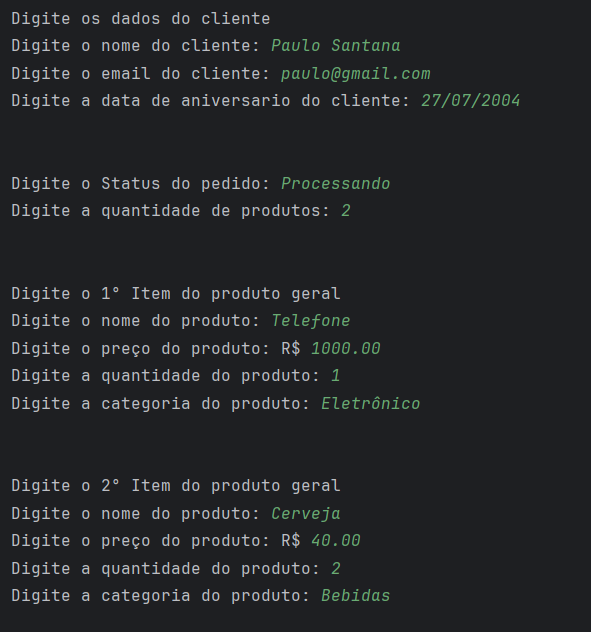 Digite os dados do cliente
Digite o nome do cliente: Paulo Santana
Digite o email do cliente: paulo@gmail.com
Digite a data de aniversario do cliente: 27/07/2004
Digite o Status do pedido: Processando
Digite a quantidade de produtos: 2
Digite o 1° Item do produto geral
Digite o nome do produto: Telefone
Digite o preço do produto: R$ 1000.00
Digite a quantidade do produto: 1
Digite a categoria do produto: Eletrônico
Digite o 2° Item do produto geral
Digite o nome do produto: Cerveja
Digite o preço do produto: R$ 40.00
Digite a quantidade do produto: 2
Digite a categoria do produto: Bebidas